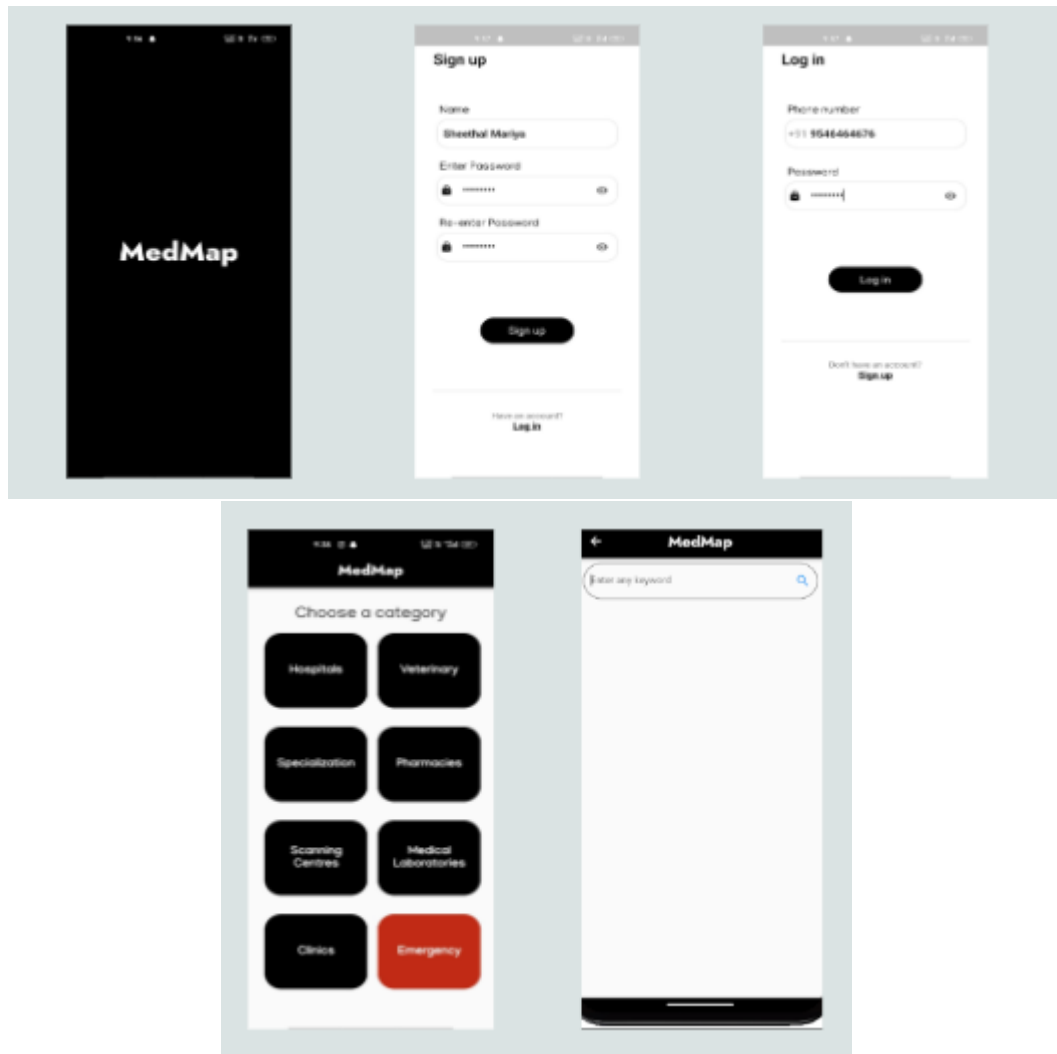 MedMap
Sign up
Name
Sheethal Mariya
Enter Password
Re-enter Password
Sign up
Have an account?
Log in
Log in
Phone number
+91 9546464676
Password
Log in
Don't have an account?
Sign up
MedMap
Choose a category
Hospitals
Veterinary
Specialization
Pharmacies
Scanning
Centres
Medical
Laboratories
Clinics
Emergency
MedMap
Enter any keyword